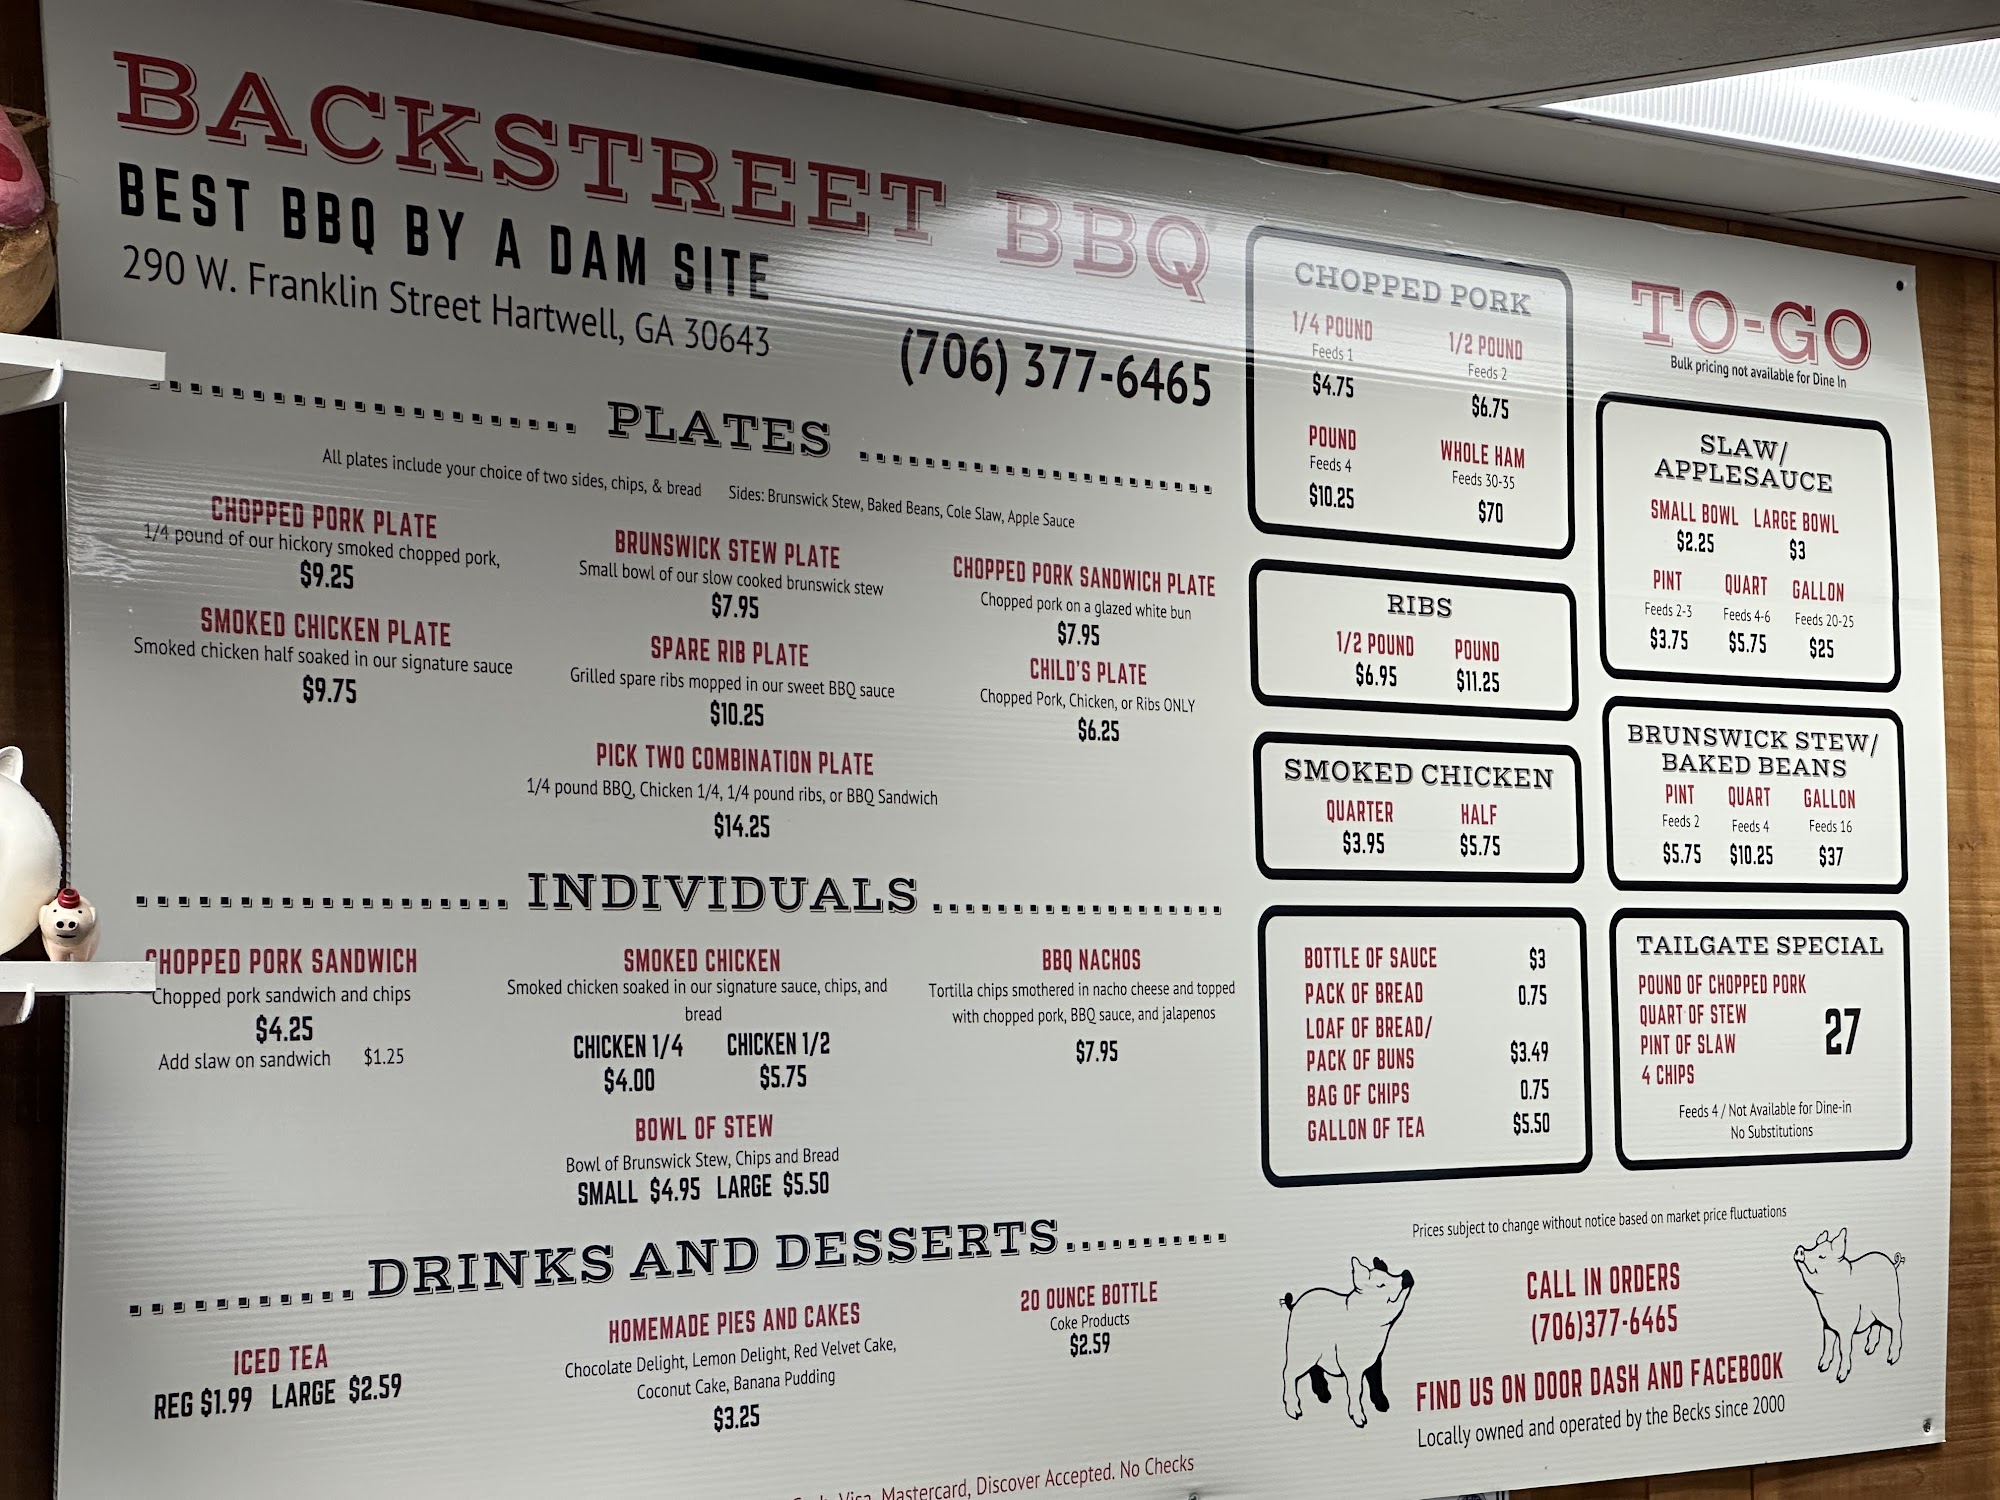 BACKSTREET BBQ
BEST BBQ BY A DAM SITE
290 W. Franklin Street Hartwell, GA 30643
(706) 377-6465
PLATES
All plates include your choice of two sides, chips, & bread Sides: Brunswick Stew, Baked Beans, Cole Slaw, Apple Sauce
CHOPPED PORK PLATE
1/4 pound of our hickory smoked chopped pork,
$9.25
SMOKED CHICKEN PLATE
Smoked chicken half soaked in our signature sauce
$9.75
BRUNSWICK STEW PLATE
Small bowl of our slow cooked brunswick stew
$7.95
SPARE RIB PLATE
Grilled spare ribs mopped in our sweet BBQ sauce
$10.25
CHOPPED PORK SANDWICH PLATE
Chopped pork on a glazed white bun
$7.95
CHILD'S PLATE
Chopped Pork, Chicken, or Ribs ONLY
$6.25
PICK TWO COMBINATION PLATE
1/4 pound BBQ, Chicken 1/4, 1/4 pound ribs, or BBQ Sandwich
$14.25
INDIVIDUALS
CHOPPED PORK SANDWICH
Chopped pork sandwich and chips
$4.25
Add slaw on sandwich $1.25
SMOKED CHICKEN
Smoked chicken soaked in our signature sauce, chips, and
bread
CHICKEN 1/4 CHICKEN 1/2
$4.00 $5.75
BOWL OF STEW
Bowl of Brunswick Stew, Chips and Bread
SMALL $4.95 LARGE $5.50
BBQ NACHOS
Tortilla chips smothered in nacho cheese and topped
with chopped pork, BBQ sauce, and jalapenos
$7.95
DRINKS AND DESSERTS
ICED TEA
REG $1.99 LARGE $2.59
HOMEMADE PIES AND CAKES
Chocolate Delight, Lemon Delight, Red Velvet Cake,
Coconut Cake, Banana Pudding
$3.25
20 OUNCE BOTTLE
Coke Products
$2.59
Visa, Mastercard, Discover Accepted. No Checks
CHOPPED PORK
1/4 POUND 1/2 POUND
Feeds 1 Feeds 2
$4.75 $6.75
POUND WHOLE HAM
Feeds 4 Feeds 30-35
$10.25 $70
RIBS
1/2 POUND POUND
$6.95 $11.25
SMOKED CHICKEN
QUARTER HALF
$3.95 $5.75
BOTTLE OF SAUCE $3
PACK OF BREAD 0.75
LOAF OF BREAD/
PACK OF BUNS $3.49
BAG OF CHIPS 0.75
GALLON OF TEA $5.50
TO-GO
Bulk pricing not available for Dine In
SLAW/
APPLESAUCE
SMALL BOWL LARGE BOWL
$2.25 $3
PINT QUART GALLON
Feeds 2-3 Feeds 4-6 Feeds 20-25
$3.75 $5.75 $25
BRUNSWICK STEW/
BAKED BEANS
PINT QUART GALLON
Feeds 2 Feeds 4 Feeds 16
$5.75 $10.25 $37
TAILGATE SPECIAL
POUND OF CHOPPED PORK
QUART OF STEW
PINT OF SLAW
4 CHIPS
27
Feeds 4 / Not Available for Dine-in
No Substitutions
Prices subject to change without notice based on market price fluctuations
CALL IN ORDERS
(706)377-6465
FIND US ON DOOR DASH AND FACEBOOK
Locally owned and operated by the Becks since 2000